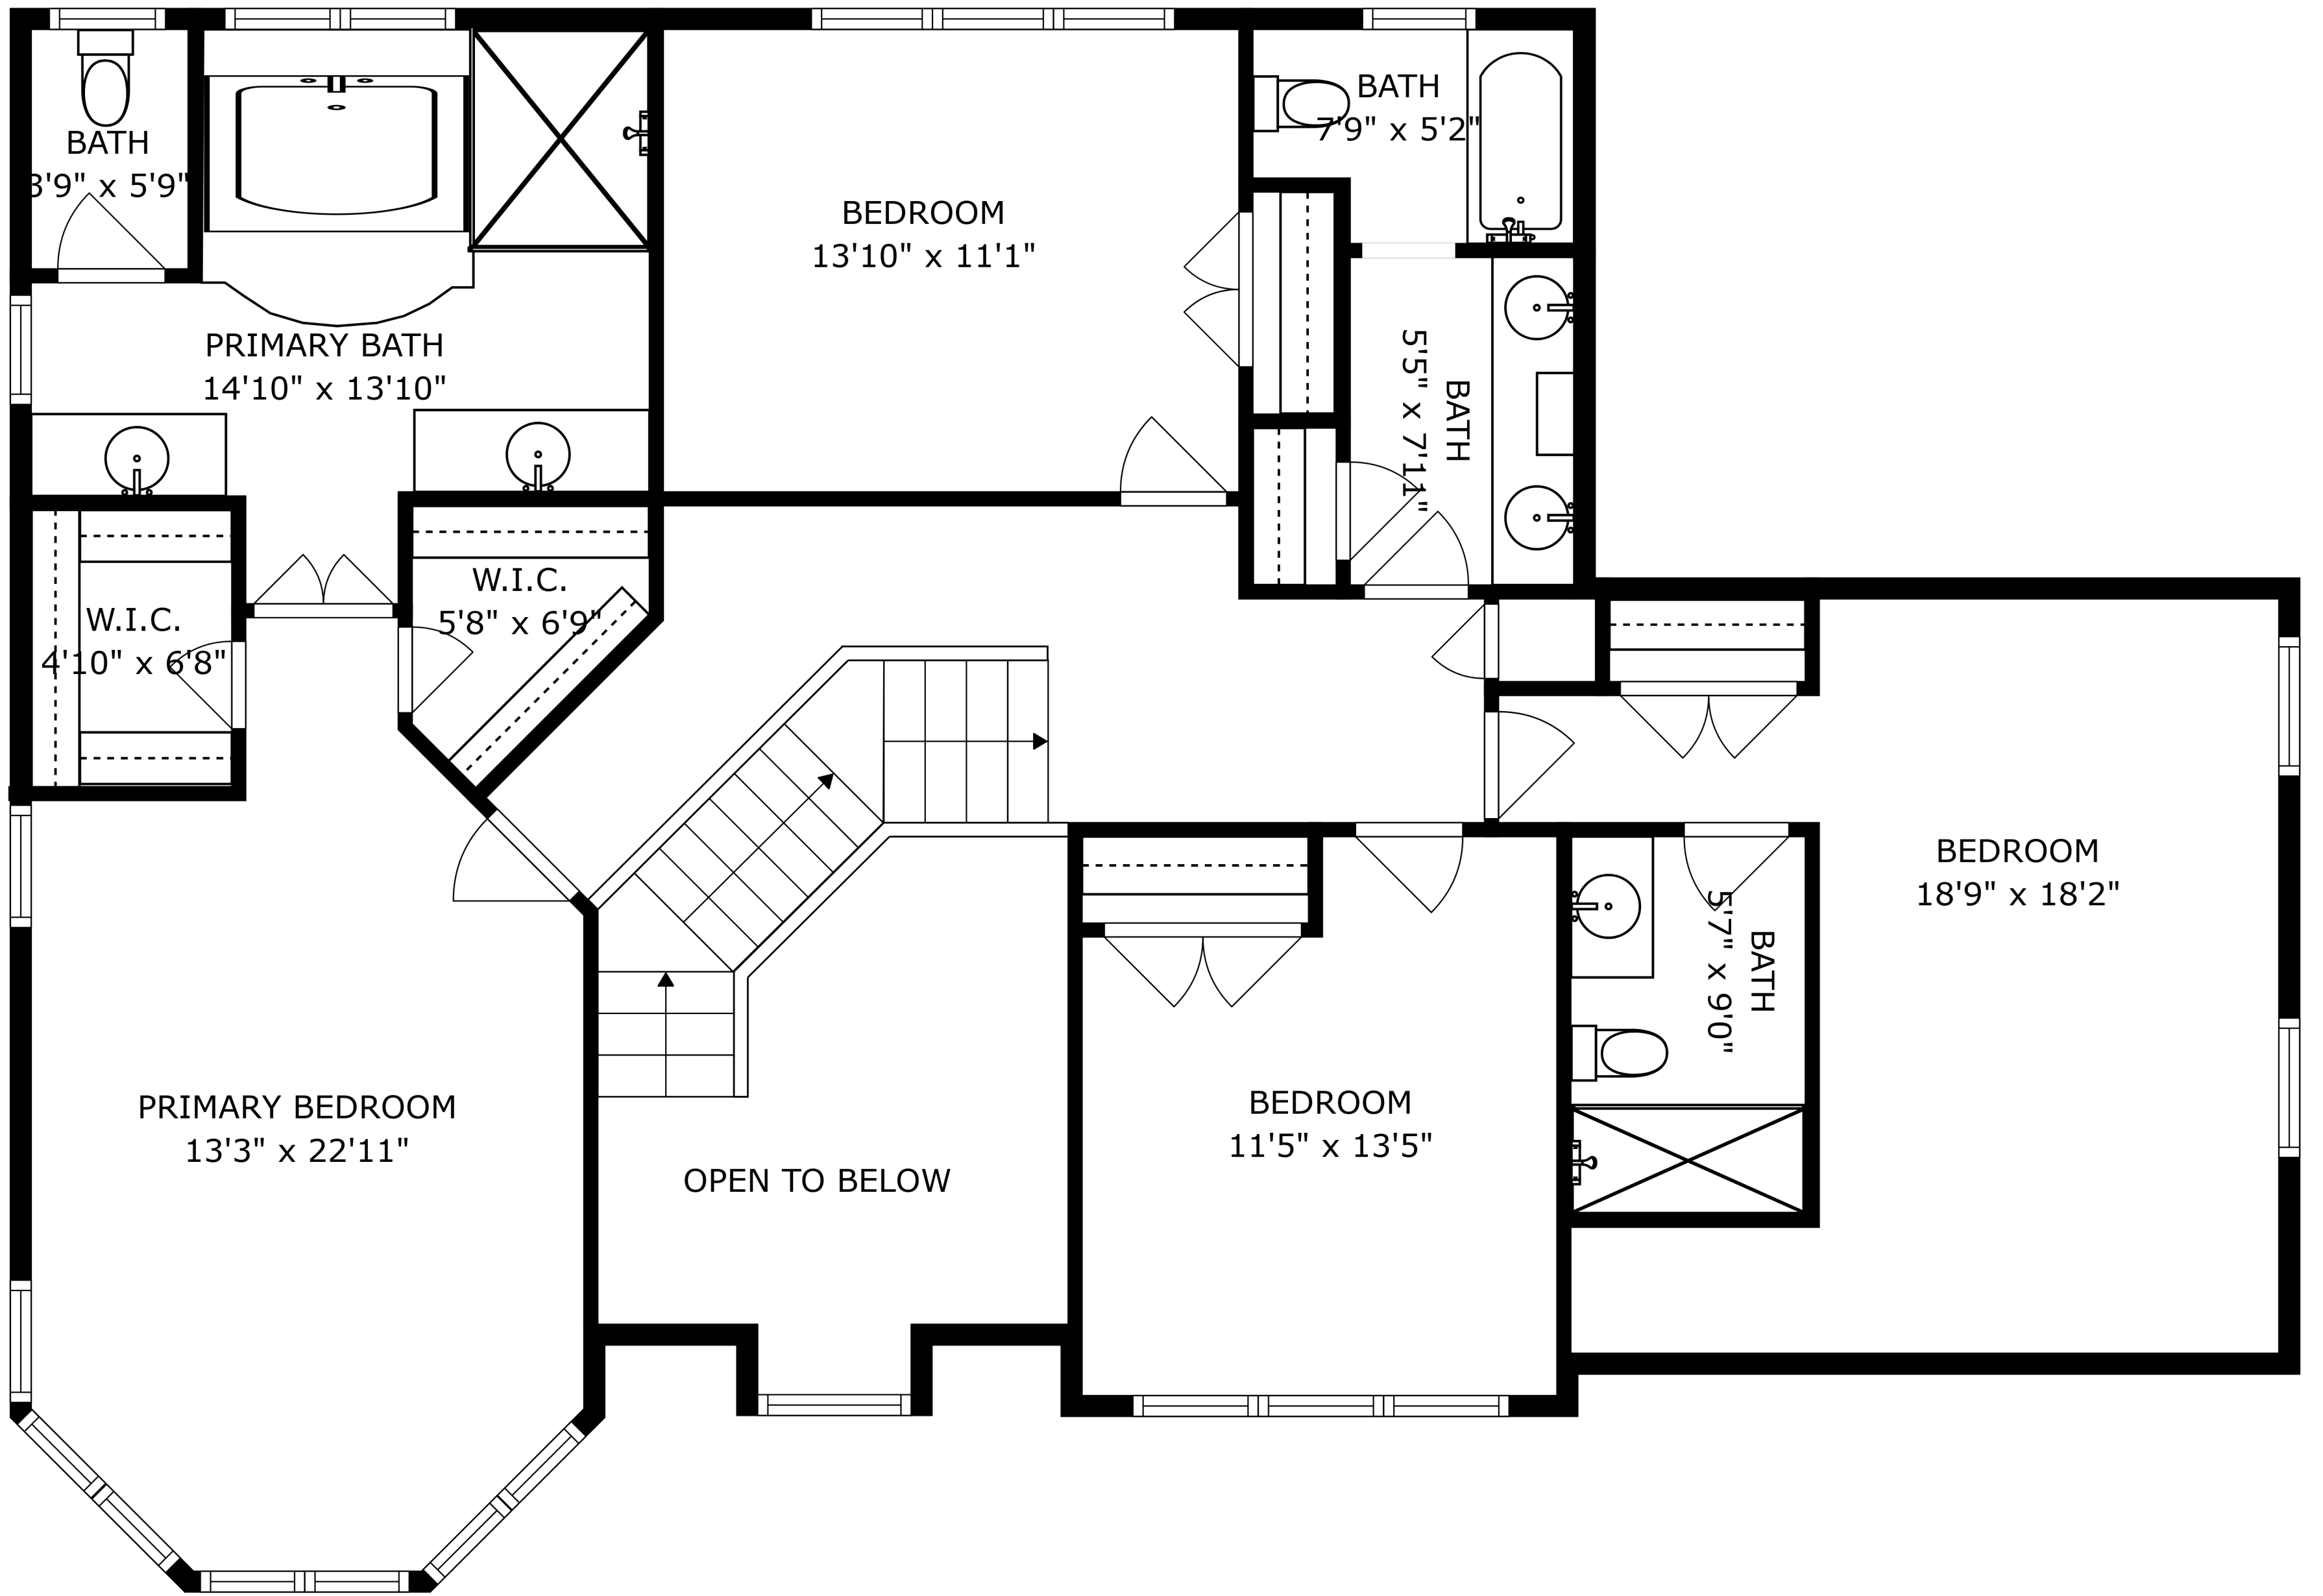 BATH
3'9" x 5'9"
PRIMARY BATH
14'10" x 13'10"
BEDROOM
13'10" x 11'1"
BATH
7'9" x 5'2"
BATH
5'5" x 7'11"
W.I.C.
4'10" x 6'8"
W.I.C.
5'8" x 6'9"
PRIMARY BEDROOM
13'3" x 22'11"
OPEN TO BELOW
BEDROOM
11'5" x 13'5"
BATH
5'7" x 9'0"
BEDROOM
18'9" x 18'2"